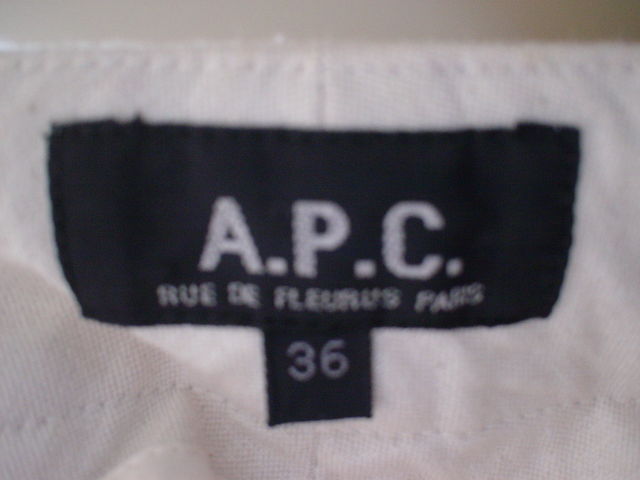 A.P.C.
RUE DE FLEURUS PARIS
36